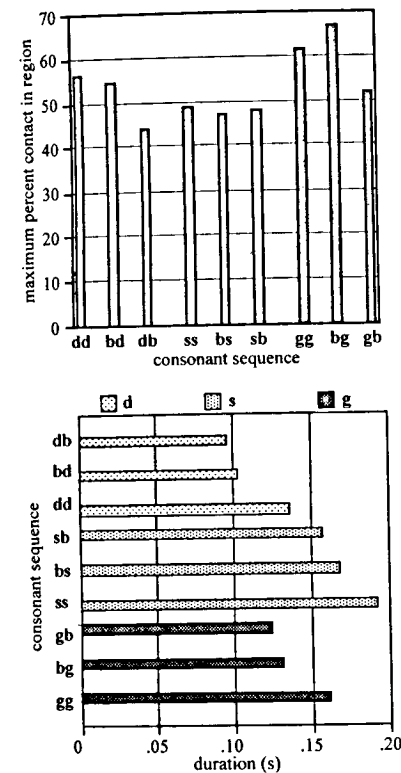 70
60
50
40
30
20
10
0
maximum percent contact in region
dd bd db ss bs sb gg bg gb
consonant sequence
d s g
db
bd
dd
sb
bs
ss
gb
bg
gg
consonant sequence
0 .05 .10 .15 .20
duration (s)